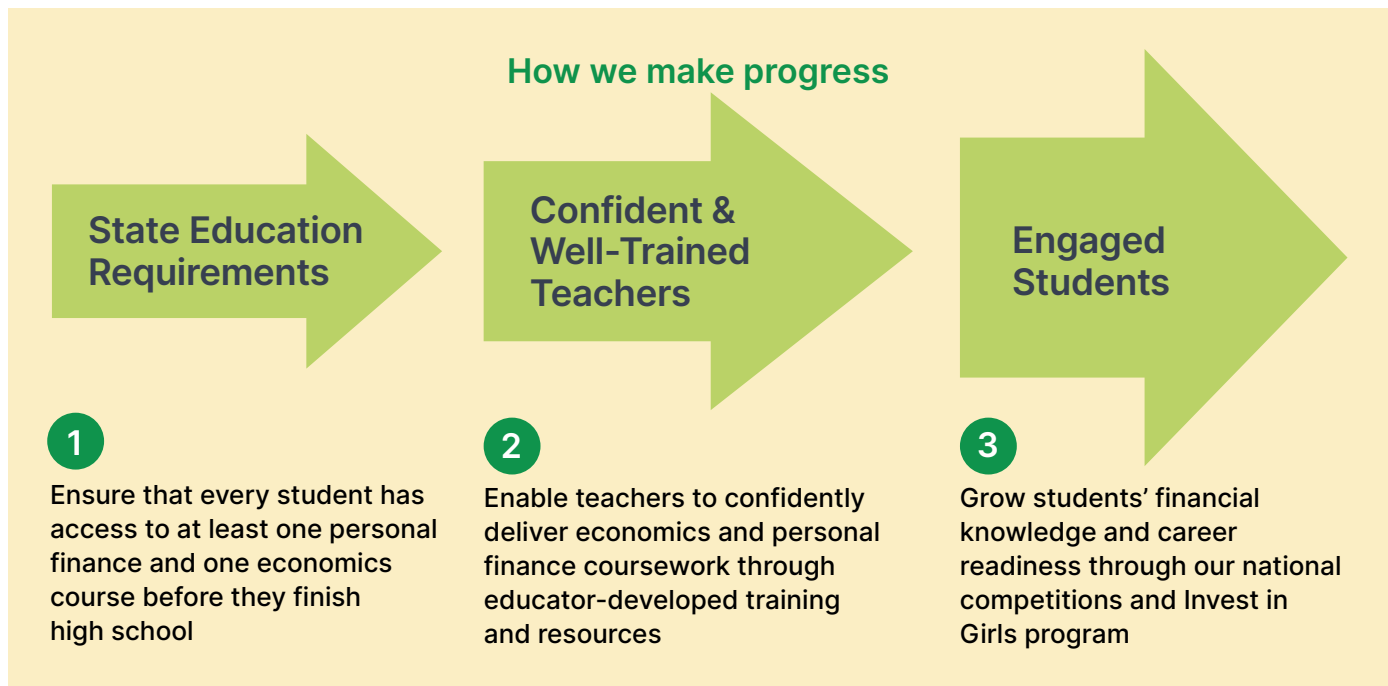 How we make progress
State Education
Requirements
Confident &
Well-Trained
Teachers
Engaged
Students
1
Ensure that every student has
access to at least one personal
finance and one economics
course before they finish
high school
2
Enable teachers to confidently
deliver economics and personal
finance coursework through
educator-developed training
and resources
3
Grow students’ financial
knowledge and career
readiness through our national
competitions and Invest in
Girls program